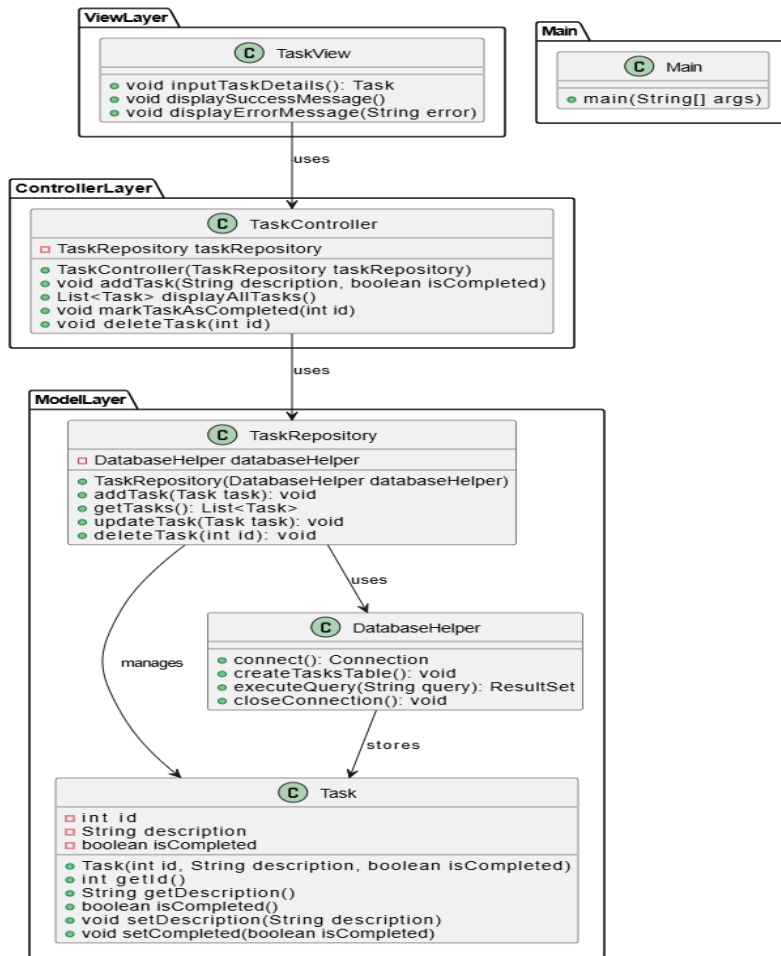 ViewLayer
C TaskView
void inputTaskDetails(): Task
void displaySuccessMessage()
void displayErrorMessage(String error)
Main
C Main
main(String[] args)
uses
ControllerLayer
C TaskController
TaskRepository taskRepository
TaskController(TaskRepository taskRepository)
void addTask(String description, boolean isCompleted)
List<Task> displayAllTasks()
void markTaskAsCompleted(int id)
void deleteTask(int id)
uses
ModelLayer
C TaskRepository
DatabaseHelper databaseHelper
TaskRepository(DatabaseHelper databaseHelper)
addTask(Task task): void
getTasks(): List<Task>
updateTask(Task task): void
deleteTask(int id): void
uses
C DatabaseHelper
connect(): Connection
createTasksTable(): void
executeQuery(String query): ResultSet
closeConnection(): void
manages
stores
C Task
int id
String description
boolean isCompleted
Task(int id, String description, boolean isCompleted)
int getId()
String getDescription()
boolean isCompleted()
void setDescription(String description)
void setCompleted(boolean isCompleted)